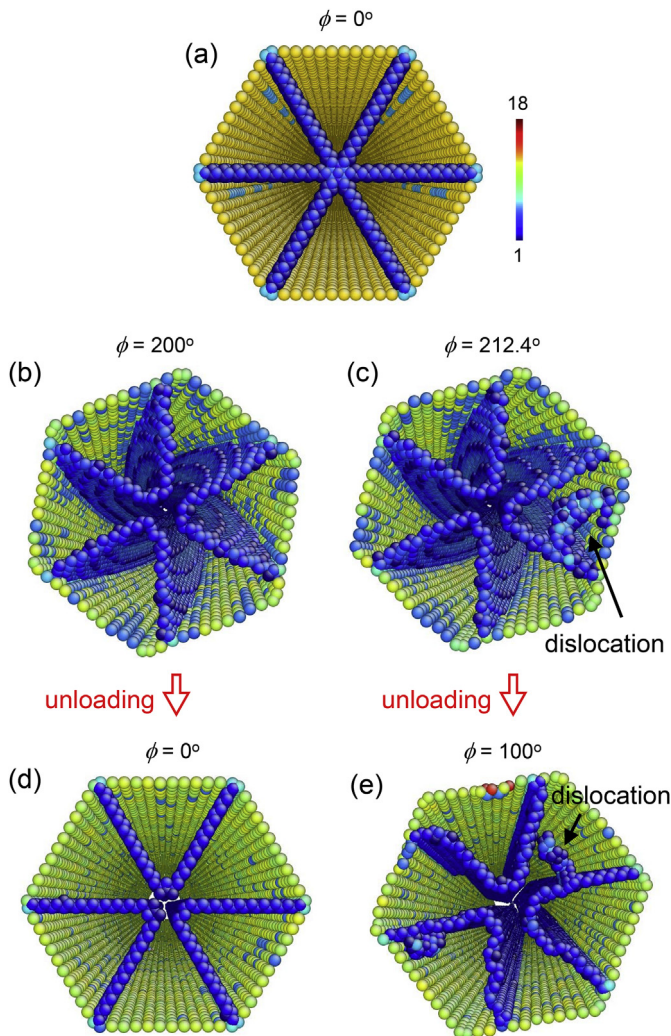 ϕ = 0°
(a)
18
1
ϕ = 200°
ϕ = 212.4°
(b)
(c)
dislocation
unloading
unloading
ϕ = 0°
ϕ = 100°
(d)
(e)
dislocation